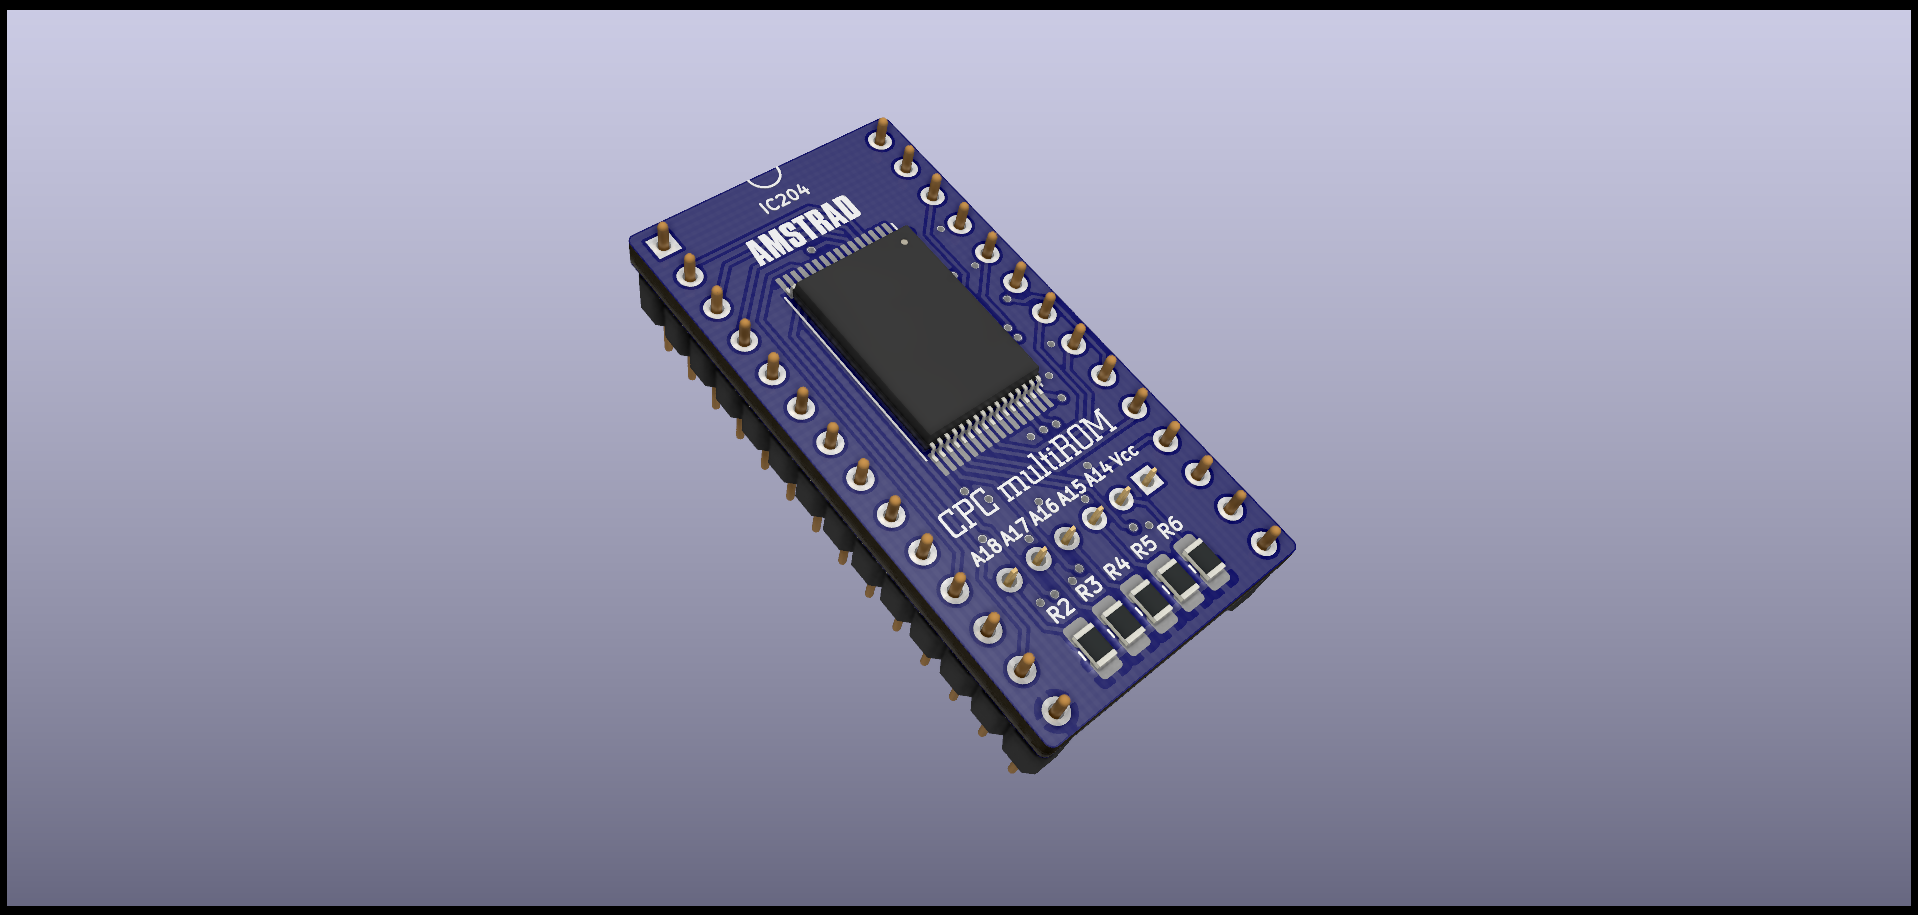 IC204
AMSTRAD
CPC multiROM
A18 A17 A16 A15 A14 Vcc
R2 R3 R4 R5 R6